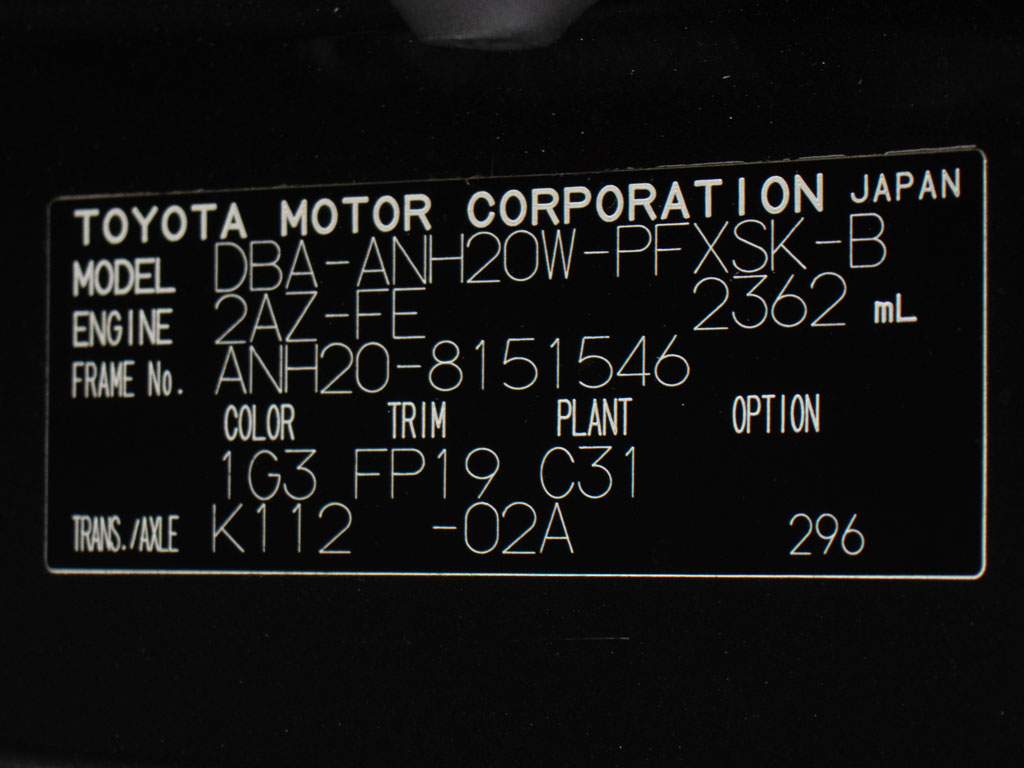 TOYOTA MOTOR CORPORATION JAPAN
MODEL DBA-ANH20W-PFXSK-B
ENGINE 2AZ-FE 2362 mL
FRAME No. ANH20-8151546
COLOR TRIM PLANT OPTION
1G3 FP19 C31
TRANS./AXLE K112 -02A 296